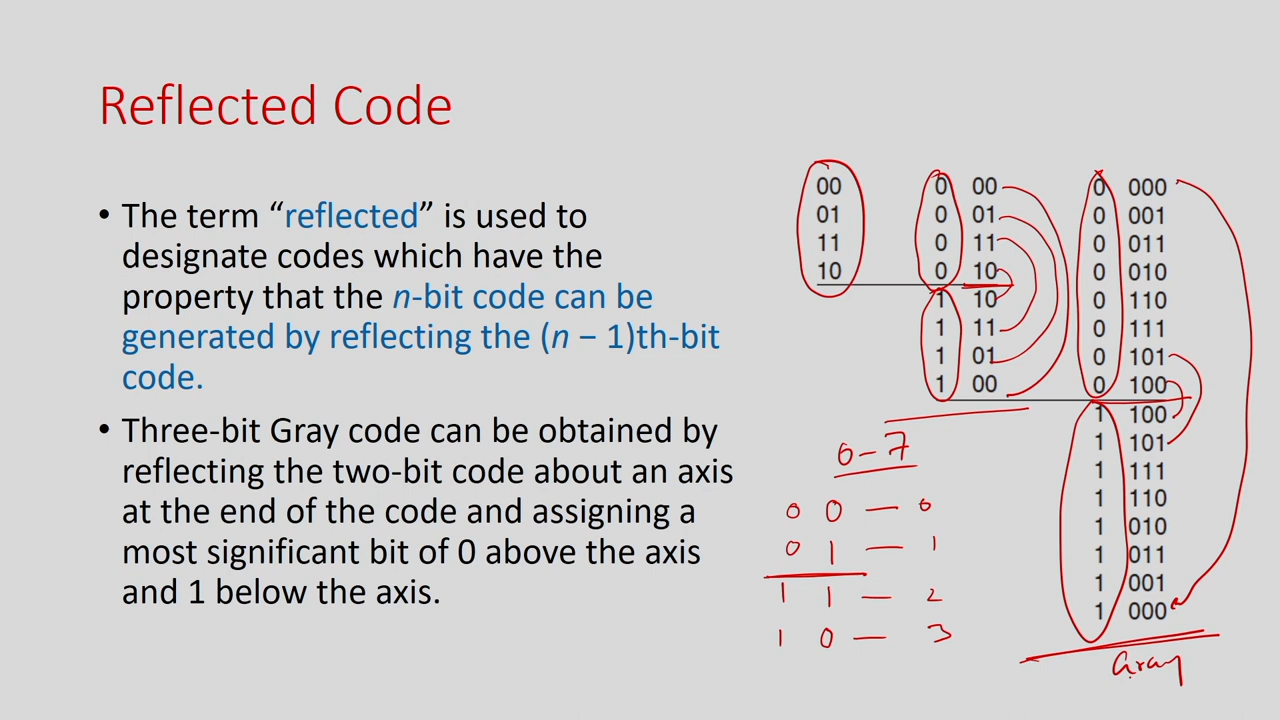 Reflected Code
• The term “reflected” is used to
designate codes which have the
property that the n-bit code can be
generated by reflecting the (n − 1)th-bit
code.
• Three-bit Gray code can be obtained by
reflecting the two-bit code about an axis
at the end of the code and assigning a
most significant bit of 0 above the axis
and 1 below the axis.
00
01
11
10
0 00
0 01
0 11
0 10
1 10
1 11
1 01
1 00
0 000
0 001
0 011
0 010
0 110
0 111
0 101
0 100
1 100
1 101
1 111
1 110
1 010
1 011
1 001
1 000
0 – 7
0 0 — 0
0 1 — 1
1 1 — 2
1 0 — 3
Gray